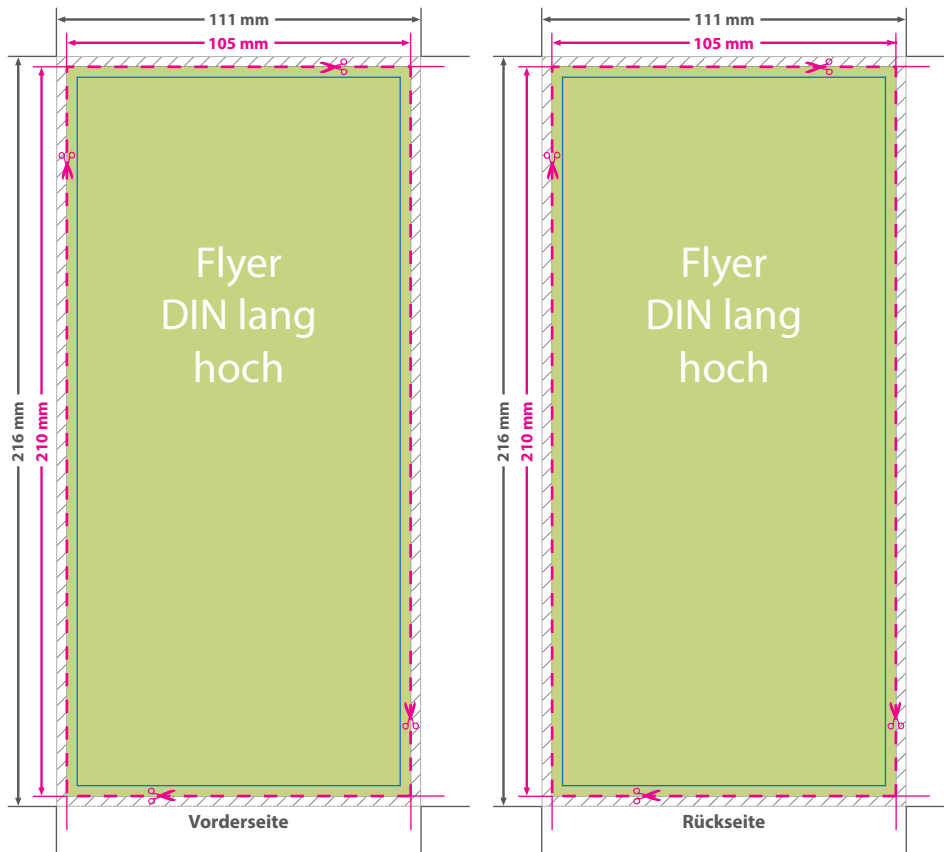 111 mm
105 mm
216 mm
210 mm
Flyer
DIN lang
hoch
Vorderseite
111 mm
105 mm
216 mm
210 mm
Flyer
DIN lang
hoch
Rückseite